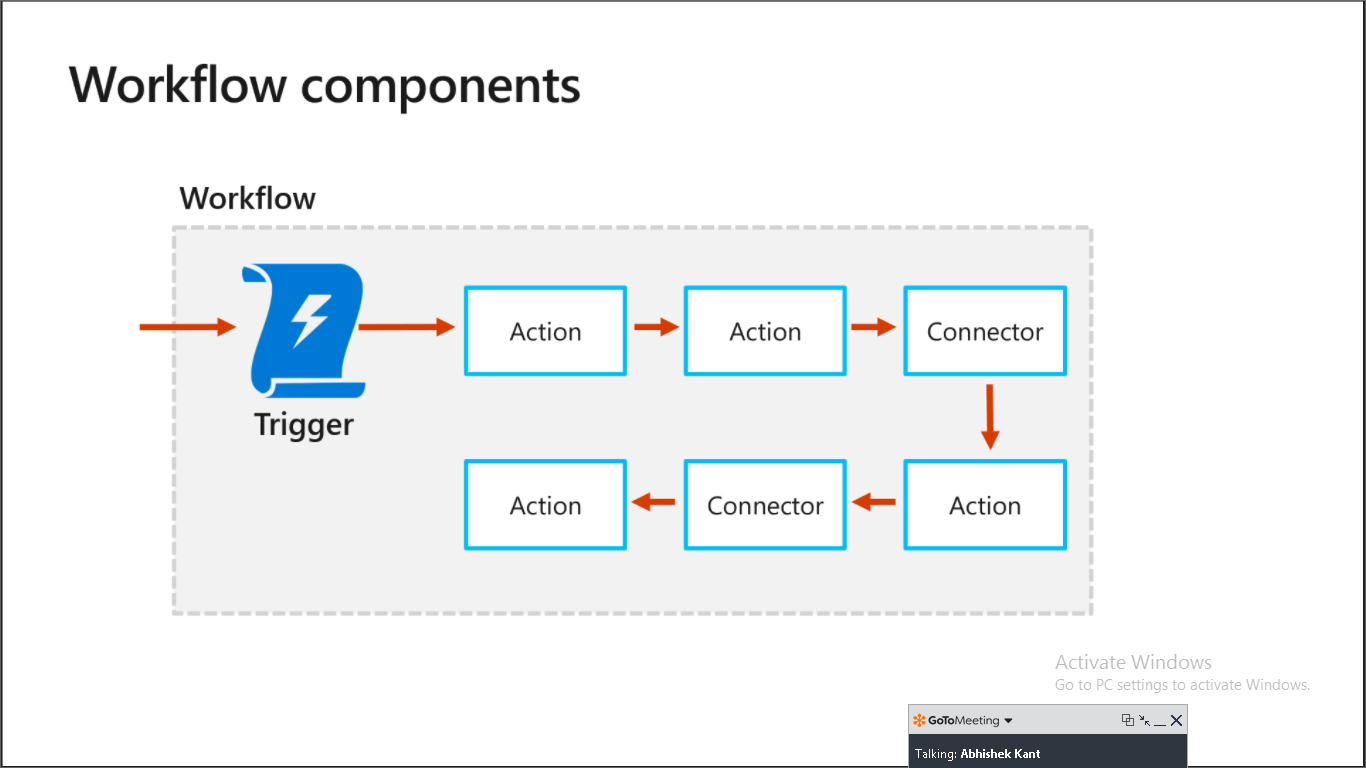 Workflow components
Workflow
Trigger
Action
Action
Connector
Action
Connector
Action
Activate Windows
Go to PC settings to activate Windows.
GoToMeeting
Talking: Abhishek Kant